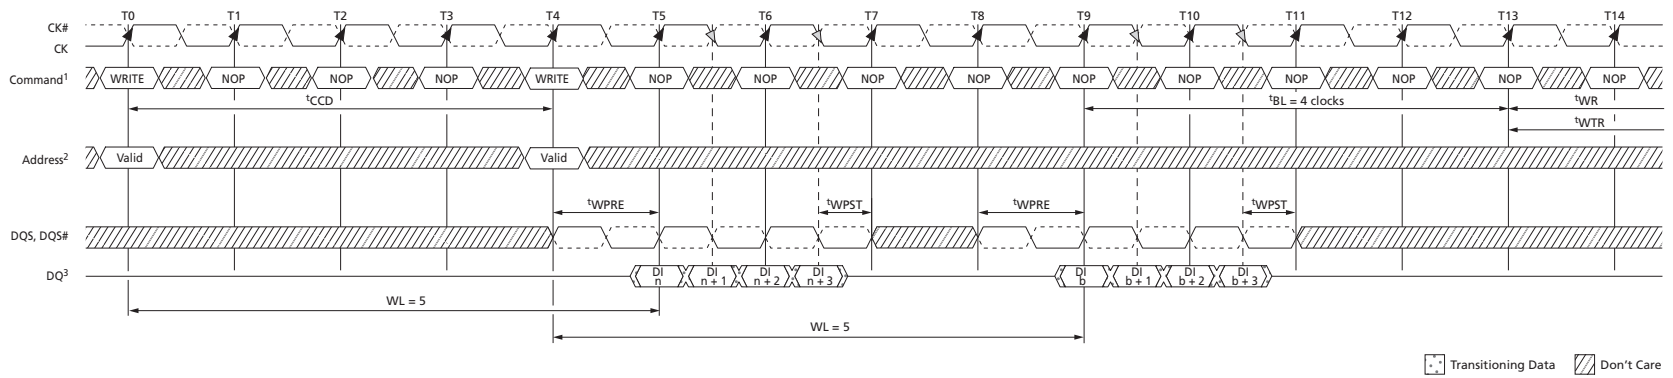 T0 T1 T2 T3 T4 T5 T6 T7 T8 T9 T10 T11 T12 T13 T14
CK#
CK
Command1 WRITE NOP NOP NOP WRITE NOP NOP NOP NOP NOP NOP NOP NOP NOP NOP
tCCD tBL = 4 clocks tWR
tWTR
Address2 Valid Valid
tWPRE tWPST tWPRE tWPST
DQS, DQS#
DQ3
DI n DI n + 1 DI n + 2 DI n + 3 DI b DI b + 1 DI b + 2 DI b + 3
WL = 5
WL = 5
Transitioning Data Don't Care